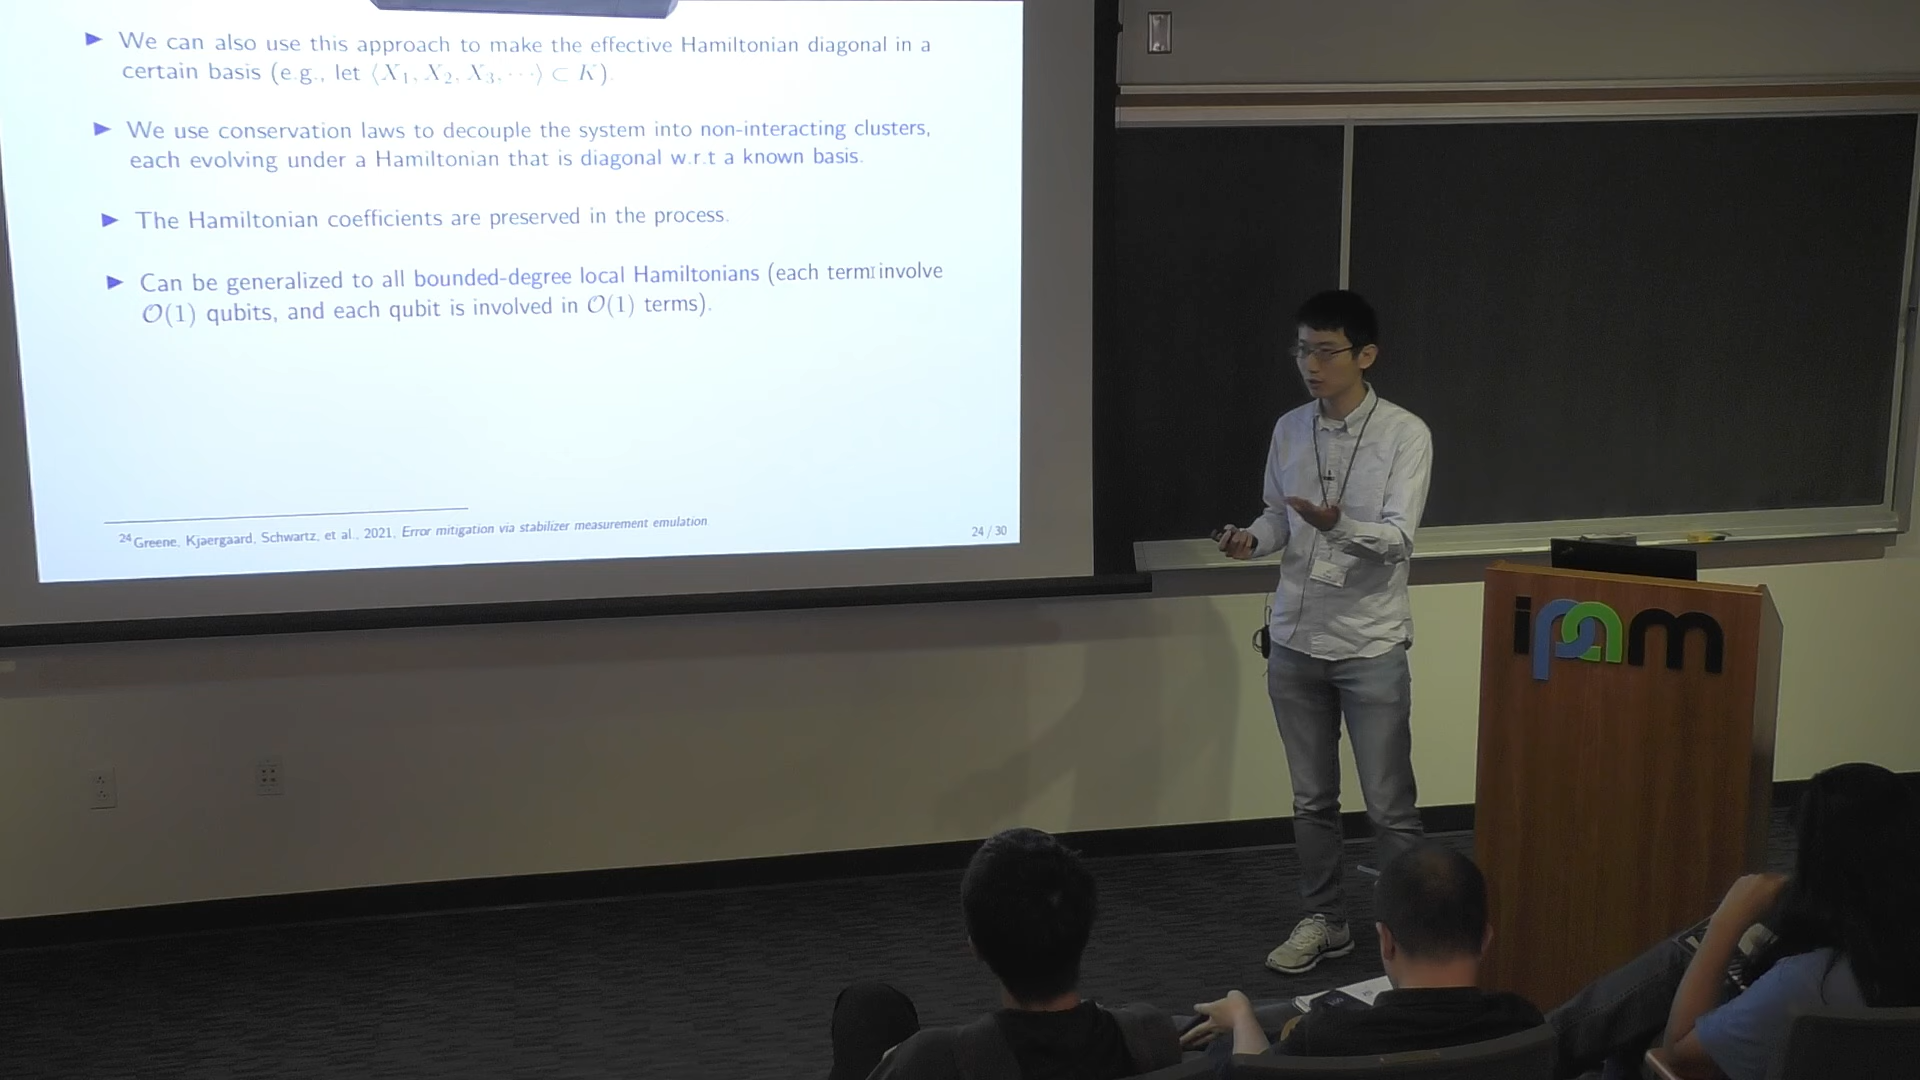 ▶ We can also use this approach to make the effective Hamiltonian diagonal in a
certain basis (e.g., let ⟨X₁, X₂, X₃, ⋯⟩ ⊂ K).
▶ We use conservation laws to decouple the system into non-interacting clusters,
each evolving under a Hamiltonian that is diagonal w.r.t a known basis.
▶ The Hamiltonian coefficients are preserved in the process.
▶ Can be generalized to all bounded-degree local Hamiltonians (each term involve
𝒪(1) qubits, and each qubit is involved in 𝒪(1) terms).
²⁴Greene, Kjaergaard, Schwartz, et al., 2021, Error mitigation via stabilizer measurement emulation
24 / 30
ipam